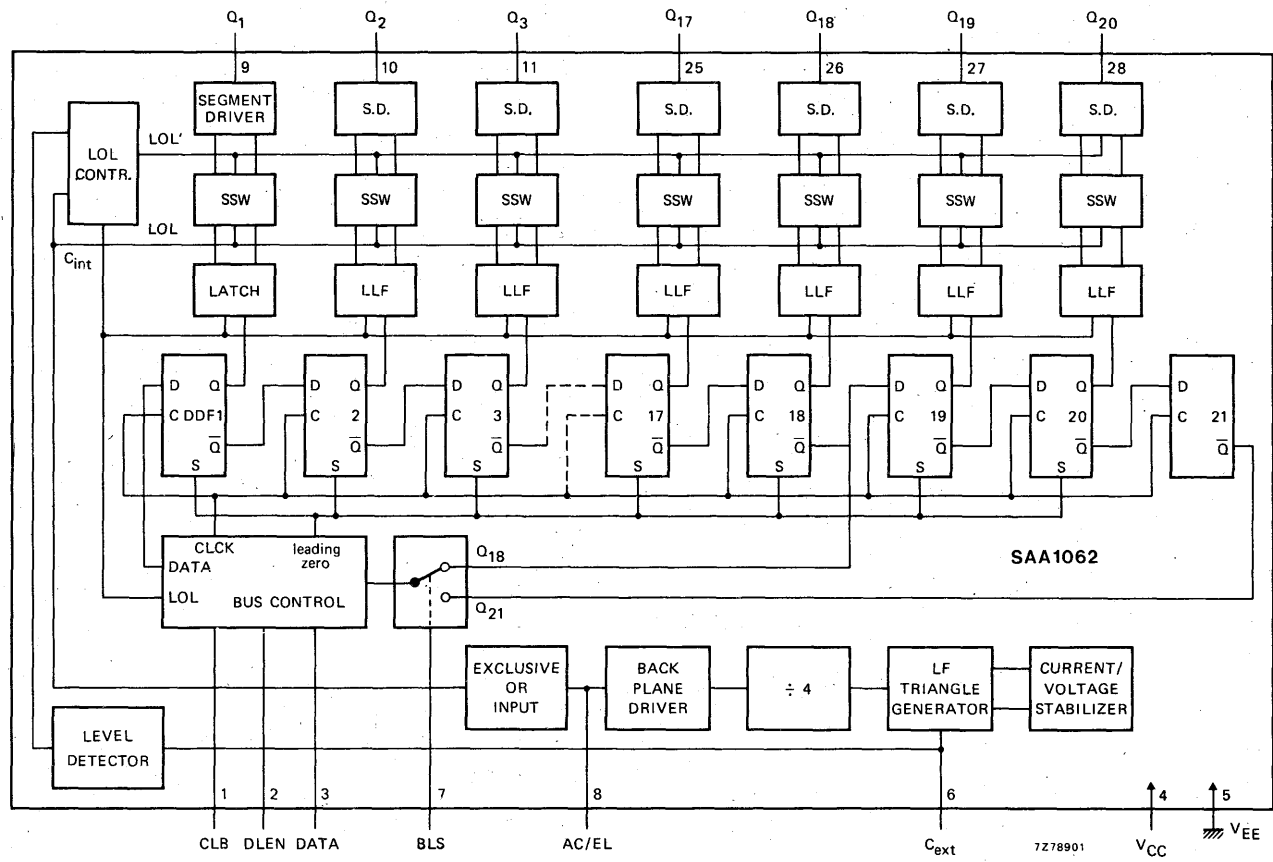 Q1 Q2 Q3 Q17 Q18 Q19 Q20
9 10 11 25 26 27 28
SEGMENT
DRIVER
S.D. S.D. S.D. S.D. S.D. S.D.
LOL
CONTR.
LOL'
SSW SSW SSW SSW SSW SSW SSW
LOL
Cint
LATCH LLF LLF LLF LLF LLF LLF
D Q D Q D Q D Q D Q D Q D Q D
C DDF1 C 2 C 3 C 17 C 18 C 19 C 20 C 21
Q̅ Q̅ Q̅ Q̅ Q̅ Q̅ Q̅ Q̅
S S S S S S S
CLCK leading
zero
DATA
LOL
BUS CONTROL
Q18
Q21
SAA1062
EXCLUSIVE
OR
INPUT
BACK
PLANE
DRIVER
÷ 4
LF
TRIANGLE
GENERATOR
CURRENT/
VOLTAGE
STABILIZER
LEVEL
DETECTOR
1 2 3 7 8 6 4 5
CLB DLEN DATA BLS AC/EL Cext 7Z78901 VCC VEE